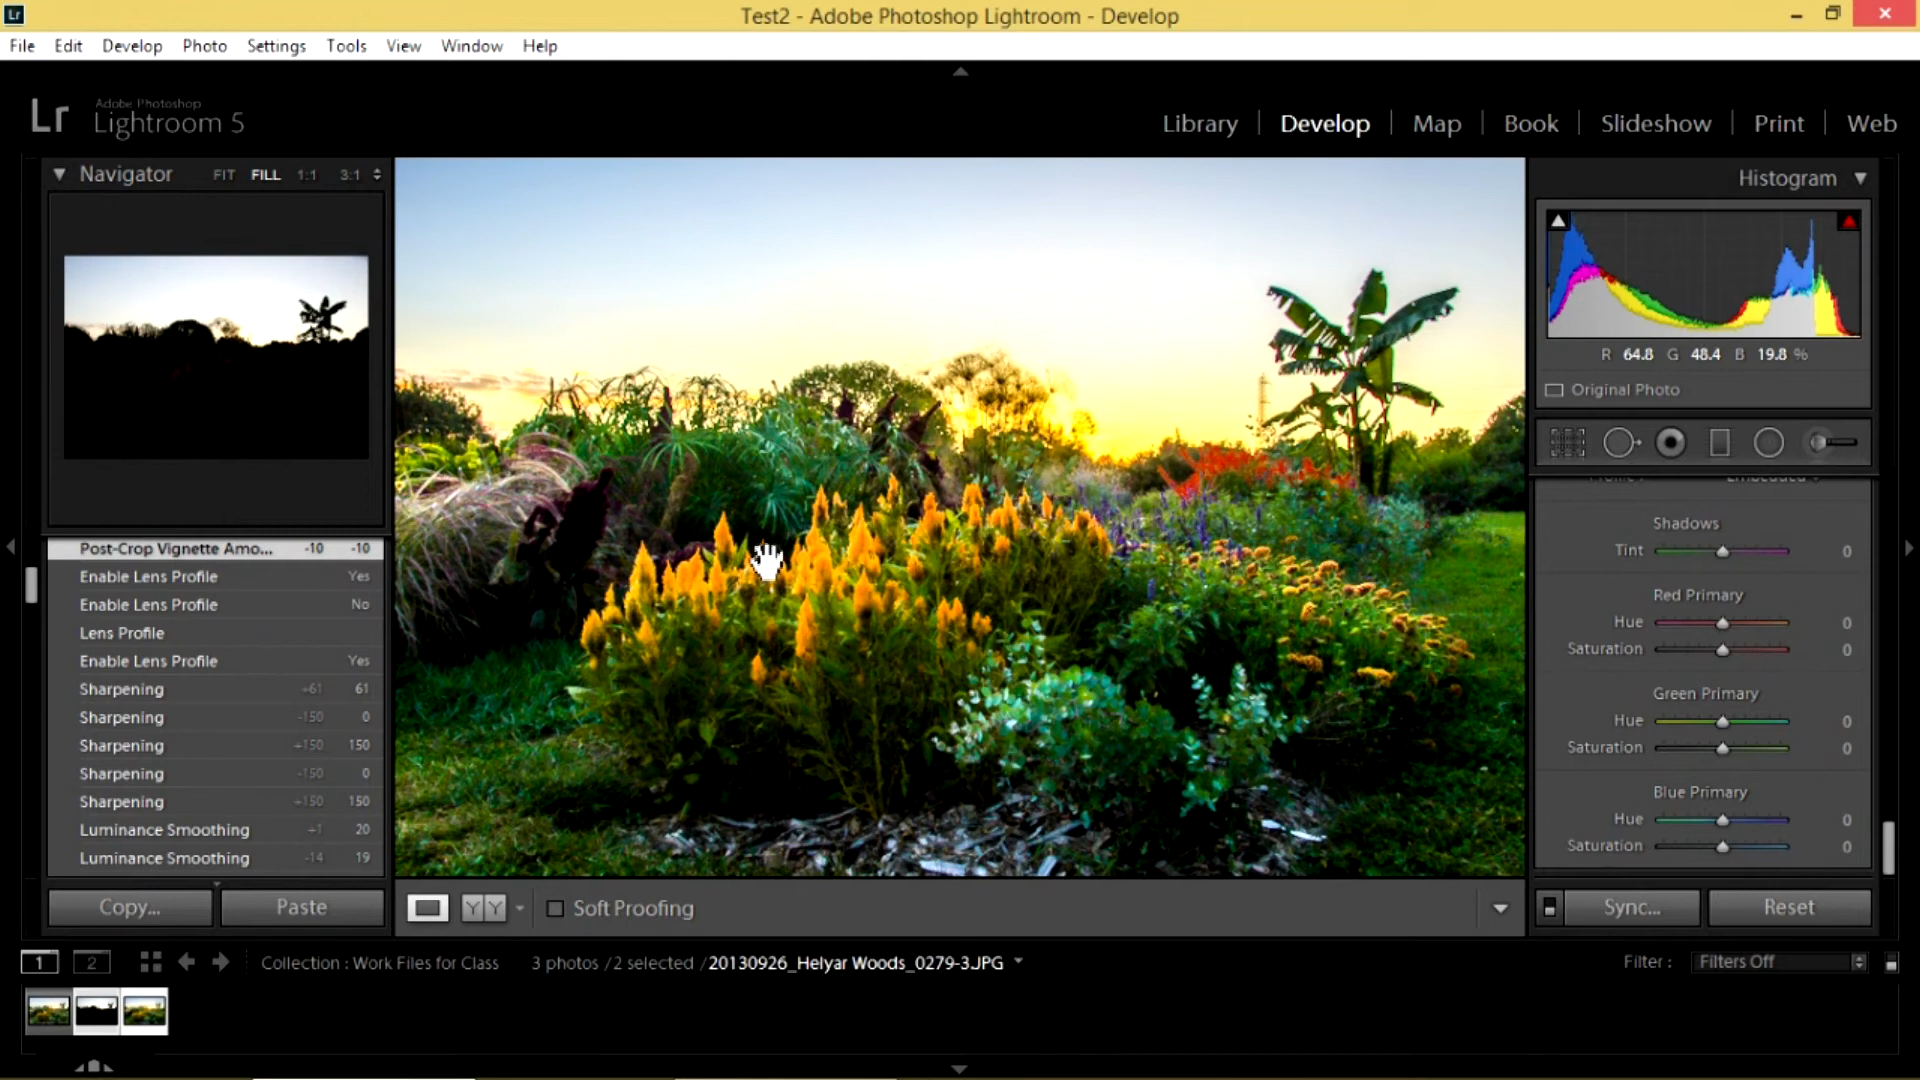 Lr
Test2 - Adobe Photoshop Lightroom - Develop
File Edit Develop Photo Settings Tools View Window Help
Lr
Adobe Photoshop
Lightroom 5
Library Develop Map Book Slideshow Print Web
Navigator FIT FILL 1:1 3:1
Histogram
R 64.8 G 48.4 B 19.8 %
Original Photo
Post-Crop Vignette Amo... -10 -10
Enable Lens Profile Yes
Enable Lens Profile No
Lens Profile
Enable Lens Profile Yes
Sharpening +61 61
Sharpening -150 0
Sharpening +150 150
Sharpening -150 0
Sharpening +150 150
Luminance Smoothing +1 20
Luminance Smoothing -14 19
Embedded
Shadows
Tint 0
Red Primary
Hue 0
Saturation 0
Green Primary
Hue 0
Saturation 0
Blue Primary
Hue 0
Saturation 0
Copy... Paste
YY
Soft Proofing
Sync... Reset
1 2
Collection : Work Files for Class 3 photos / 2 selected / 20130926_Helyar Woods_0279-3.JPG
Filter : Filters Off